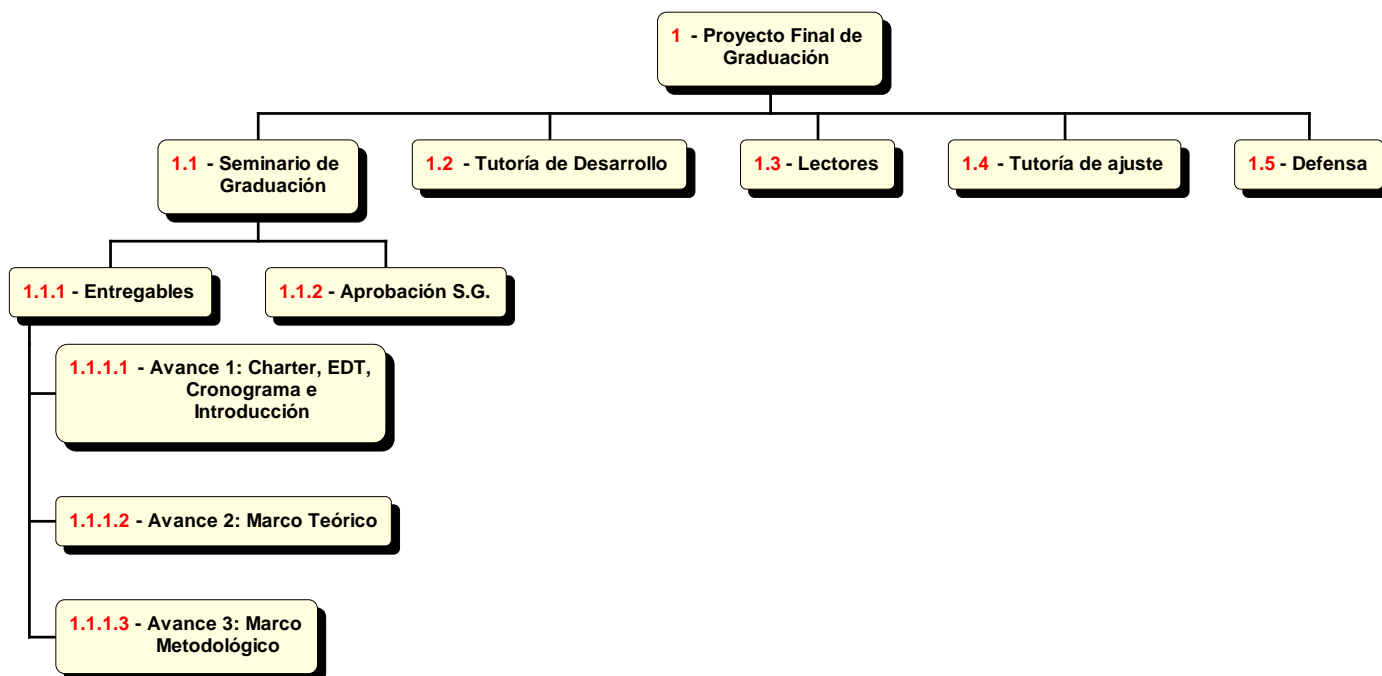 1 - Proyecto Final de
Graduación
1.1 - Seminario de
Graduación
1.2 - Tutoría de Desarrollo
1.3 - Lectores
1.4 - Tutoría de ajuste
1.5 - Defensa
1.1.1 - Entregables
1.1.2 - Aprobación S.G.
1.1.1.1 - Avance 1: Charter, EDT,
Cronograma e
Introducción
1.1.1.2 - Avance 2: Marco Teórico
1.1.1.3 - Avance 3: Marco
Metodológico